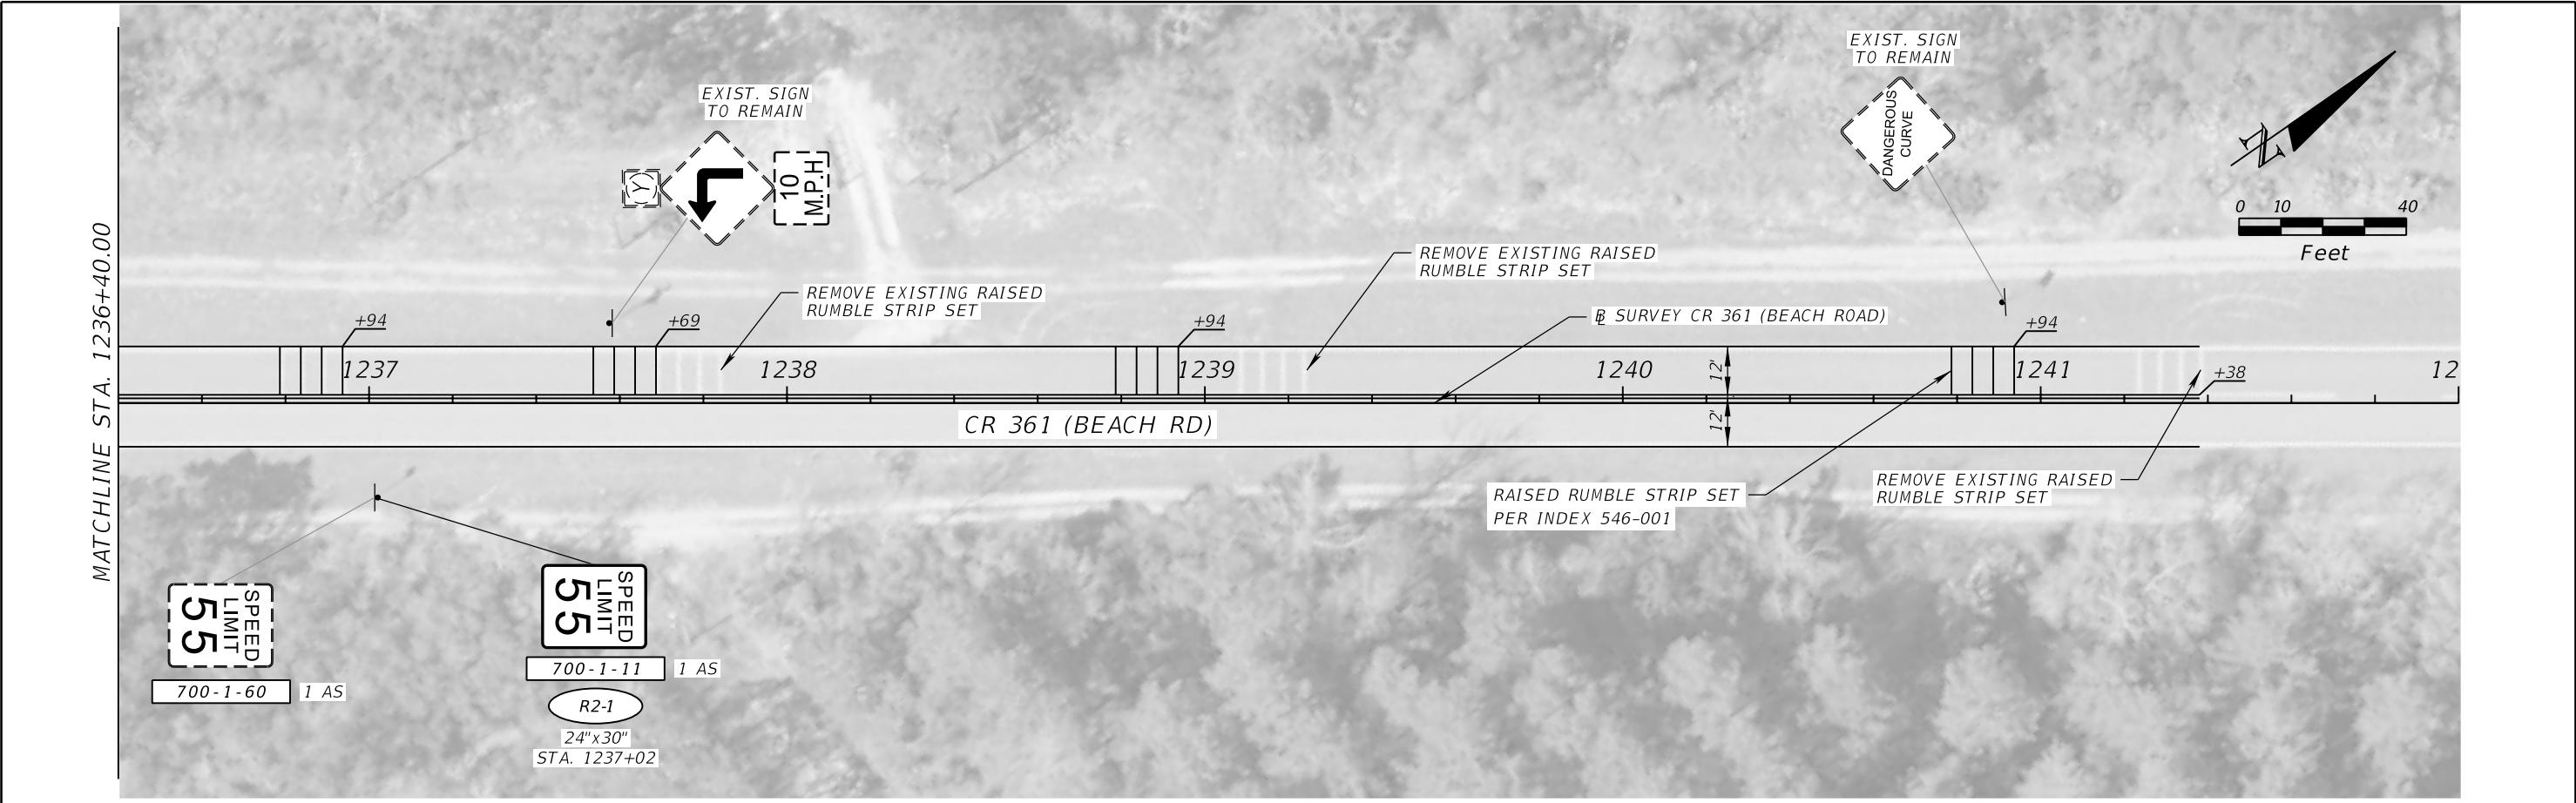 MATCHLINE STA. 1236+40.00
EXIST. SIGN
TO REMAIN
(Y)
10
M.P.H
EXIST. SIGN
TO REMAIN
DANGEROUS
CURVE
N
0 10 40
Feet
REMOVE EXISTING RAISED
RUMBLE STRIP SET
REMOVE EXISTING RAISED
RUMBLE STRIP SET
B SURVEY CR 361 (BEACH ROAD)
+94
+69
+94
+94
+38
1237
1238
1239
1240
1241
12
12'
12'
CR 361 (BEACH RD)
RAISED RUMBLE STRIP SET
PER INDEX 546-001
REMOVE EXISTING RAISED
RUMBLE STRIP SET
SPEED
LIMIT
55
700-1-60 1 AS
SPEED
LIMIT
55
700-1-11 1 AS
R2-1
24"x30"
STA. 1237+02